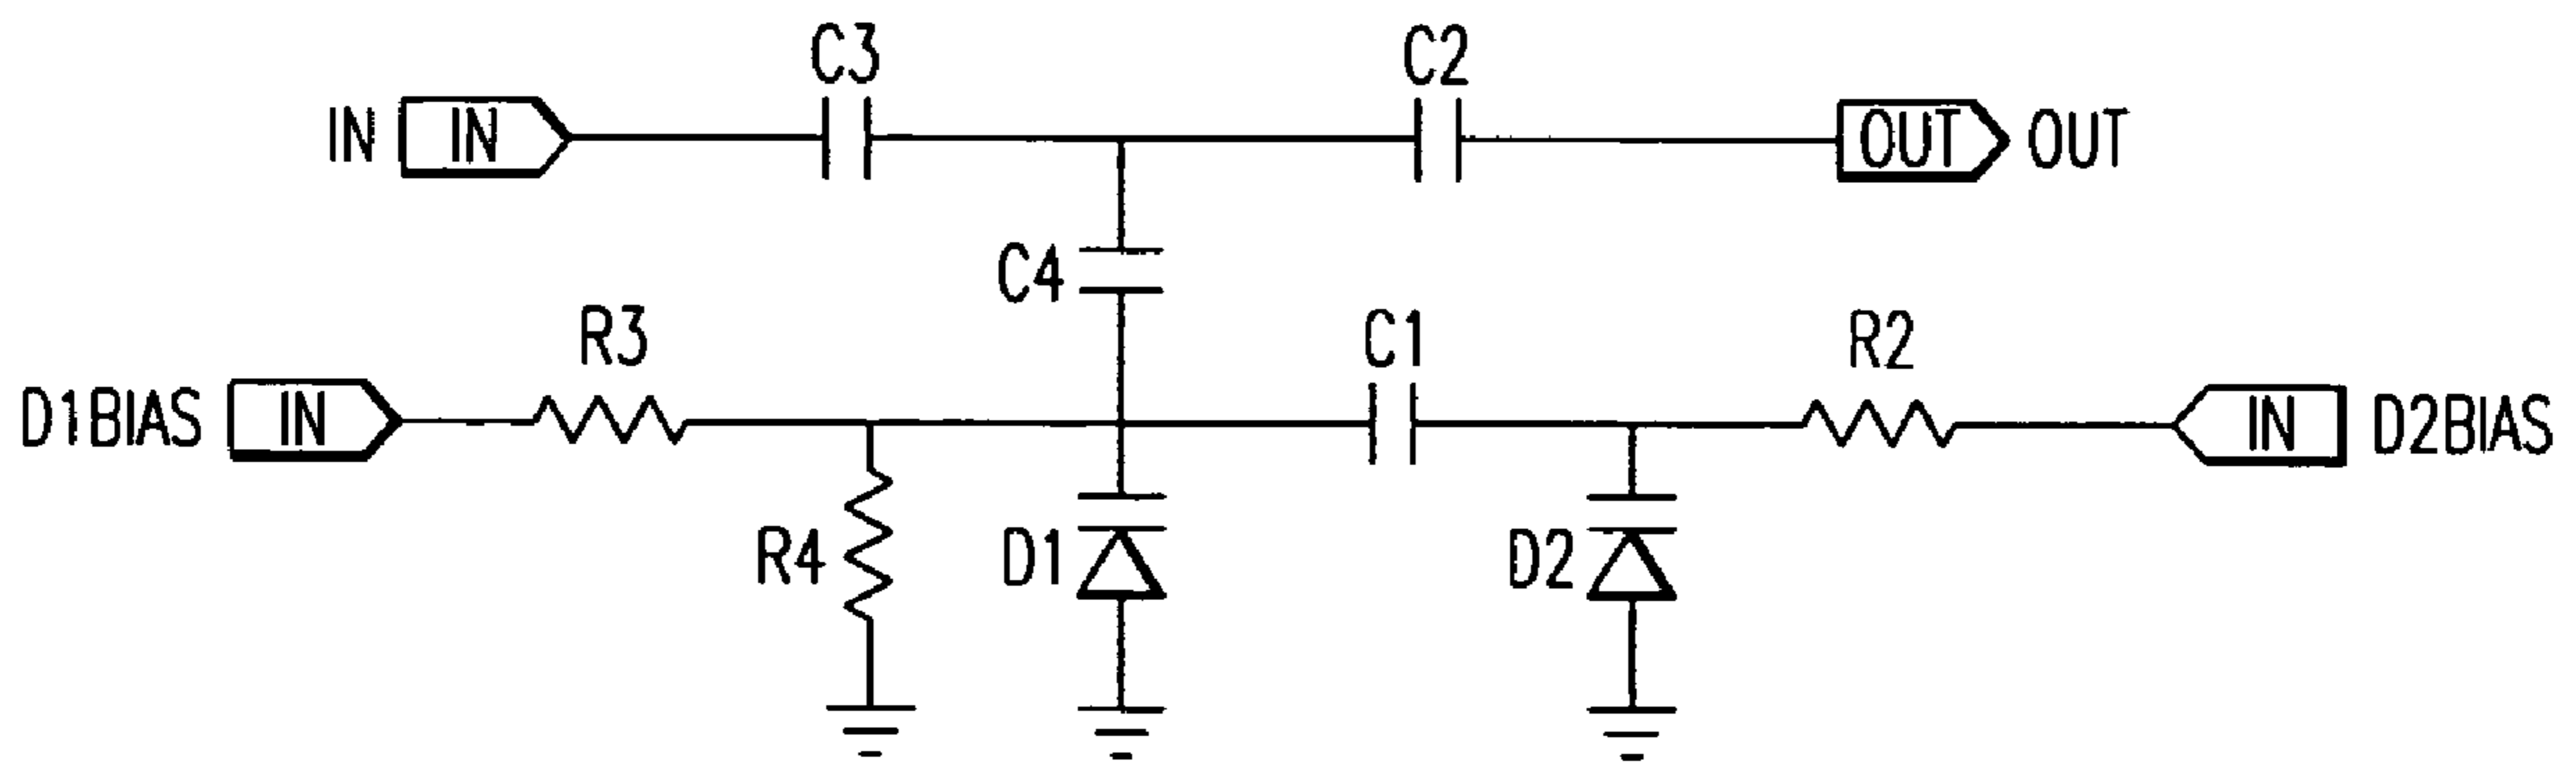 C3 C2
IN IN OUT OUT
C4
R3 C1 R2
D1BIAS IN IN D2BIAS
R4 D1 D2